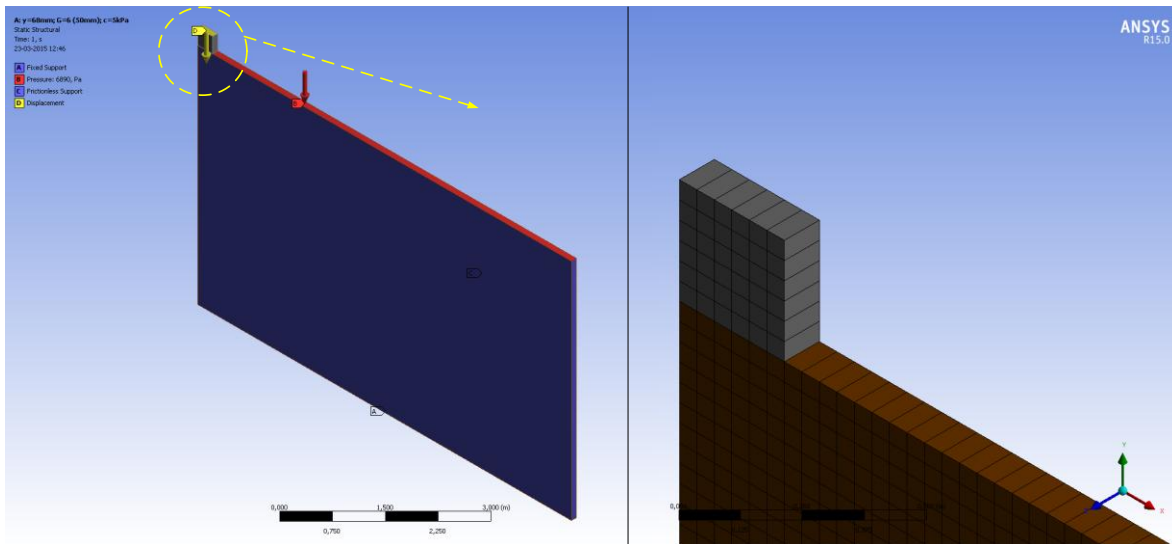 A: y=60mm; G=6 (50mm); c=5kPa
Static Structural
Time: 1, s
23-03-2015 12:46
A Fixed Support
B Pressure: 6890, Pa
C Frictionless Support
D Displacement
D
B
C
A
0,000 1,500 3,000 (m)
0,750 2,250
ANSYS
R15.0
Y
X